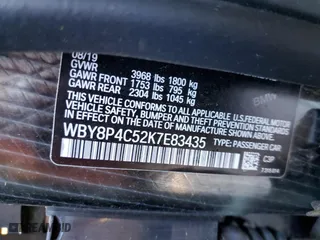 08/19
GVWR 3968 lbs 1800 kg
GAWR FRONT 1753 lbs 795 kg
GAWR REAR 2304 lbs 1045 kg
THIS VEHICLE CONFORMS TO ALL APPLICABLE
FEDERAL MOTOR VEHICLE SAFETY, BUMPER
AND THEFT PREVENTION STANDARDS IN EFFECT
ON THE DATE OF MANUFACTURE SHOWN ABOVE.
WBY8P4C52K7E83435
TYPE: PASSENGER CAR